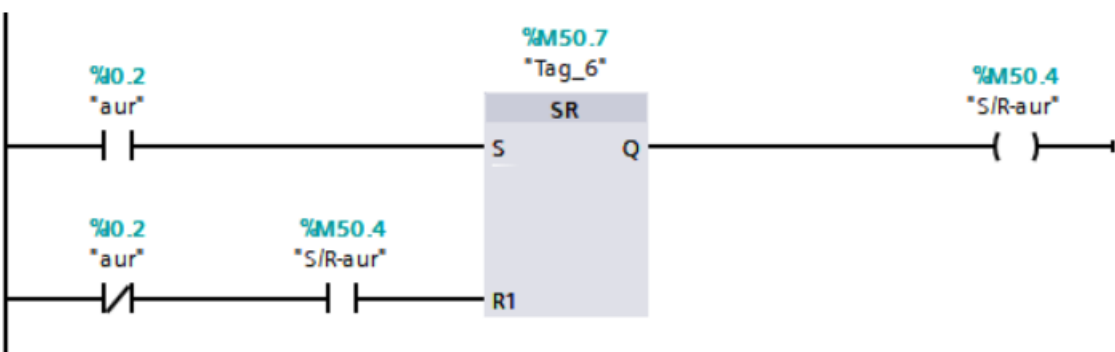 %M50.7
"Tag_6"
%I0.2
"aur"
SR
%M50.4
"S/R-aur"
S
Q
%I0.2
"aur"
%M50.4
"S/R-aur"
R1